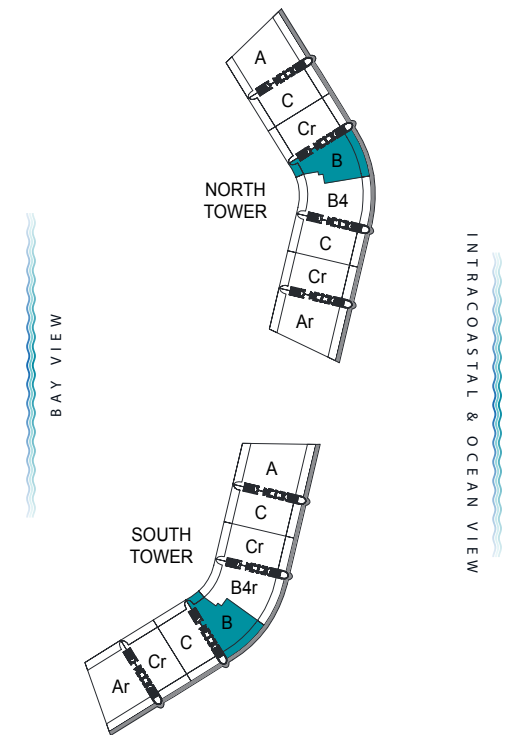 A
C
Cr
B
NORTH
TOWER
B4
C
Cr
Ar
BAY VIEW
INTRACOASTAL & OCEAN VIEW
A
C
SOUTH
TOWER
Cr
B4r
B
C
Cr
Ar